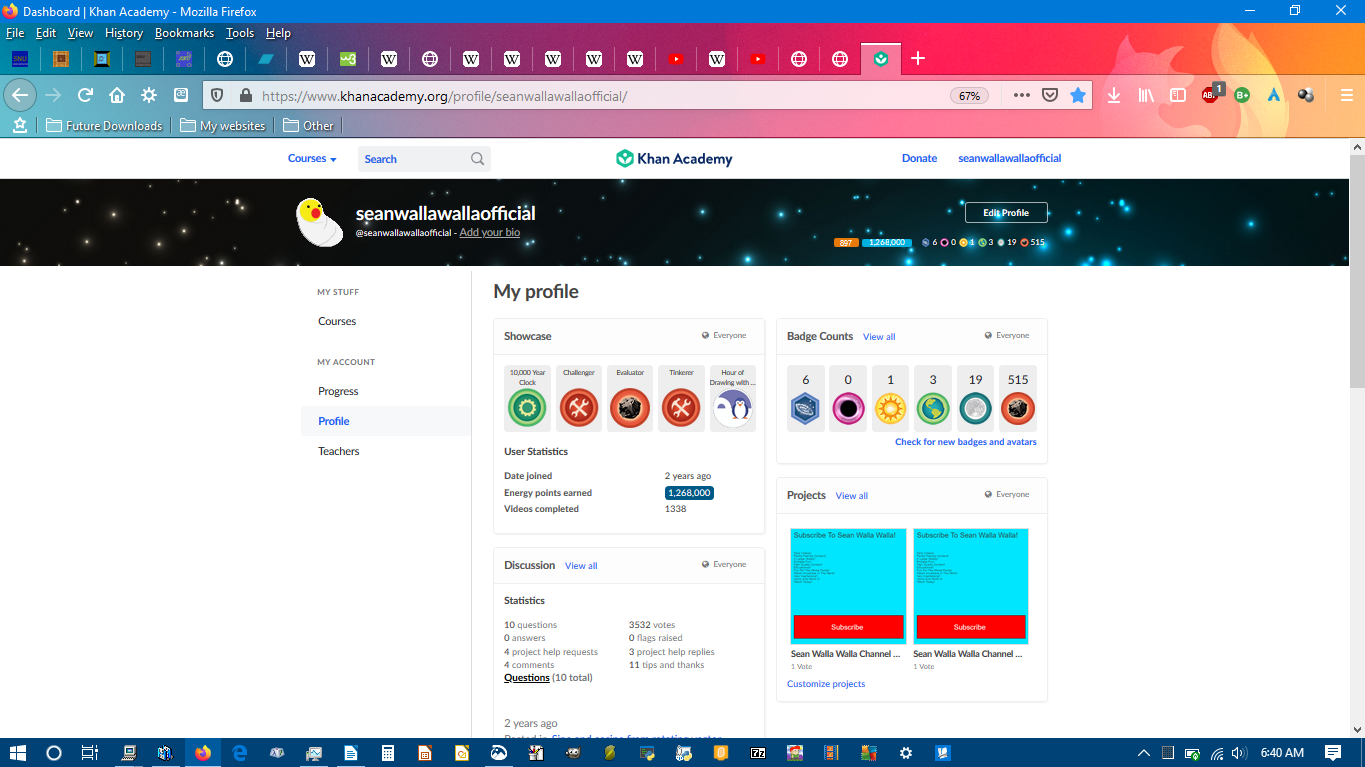 Dashboard | Khan Academy - Mozilla Firefox
File Edit View History Bookmarks Tools Help
https://www.khanacademy.org/profile/seanwallawallaofficial/ 67% ABP 1 B+
Future Downloads My websites Other
Courses Search Khan Academy Donate seanwallawallaofficial
seanwallawallaofficial
@seanwallawallaofficial - Add your bio
Edit Profile
897 1,268,000 6 0 1 3 19 515
MY STUFF
Courses
MY ACCOUNT
Progress
Profile
Teachers
My profile
Showcase Everyone
10,000 Year Clock
Challenger
Evaluator
Tinkerer
Hour of Drawing with ...
User Statistics
Date joined 2 years ago
Energy points earned 1,268,000
Videos completed 1338
Badge Counts View all Everyone
6 0 1 3 19 515
Check for new badges and avatars
Discussion View all Everyone
Statistics
10 questions 3532 votes
0 answers 0 flags raised
4 project help requests 3 project help replies
4 comments 11 tips and thanks
Questions (10 total)
2 years ago
Projects View all Everyone
Subscribe To Sean Walla Walla! Subscribe To Sean Walla Walla!
Subscribe Subscribe
Sean Walla Walla Channel ... Sean Walla Walla Channel ...
1 Vote 1 Vote
Customize projects
6:40 AM